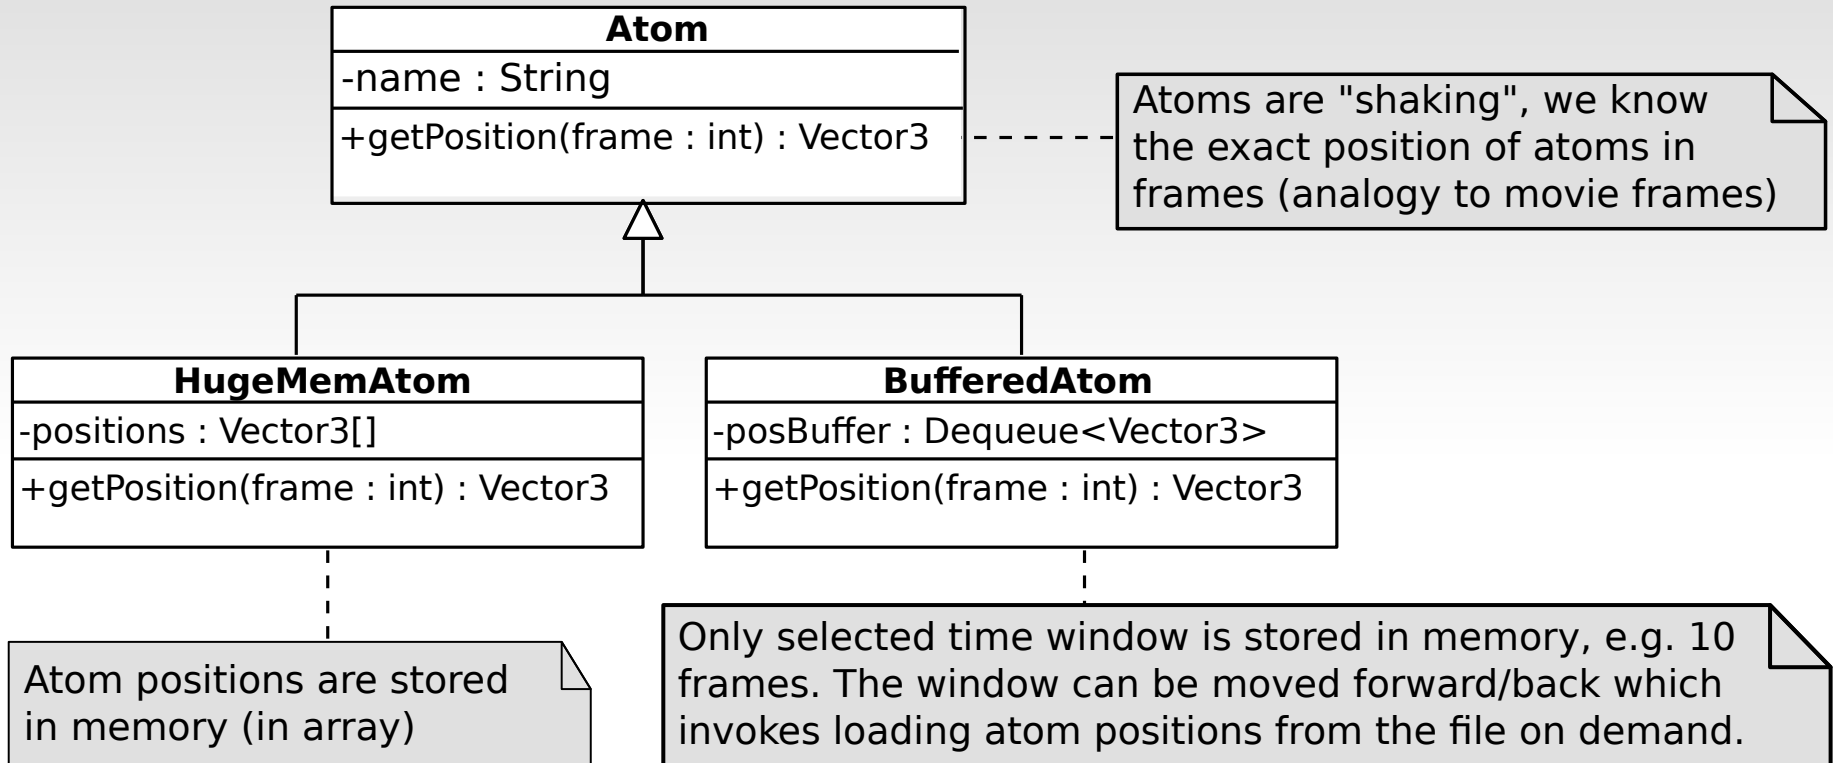 Atom
-name : String
+getPosition(frame : int) : Vector3
Atoms are "shaking", we know
the exact position of atoms in
frames (analogy to movie frames)
HugeMemAtom
-positions : Vector3[]
+getPosition(frame : int) : Vector3
BufferedAtom
-posBuffer : Dequeue<Vector3>
+getPosition(frame : int) : Vector3
Atom positions are stored
in memory (in array)
Only selected time window is stored in memory, e.g. 10
frames. The window can be moved forward/back which
invokes loading atom positions from the file on demand.